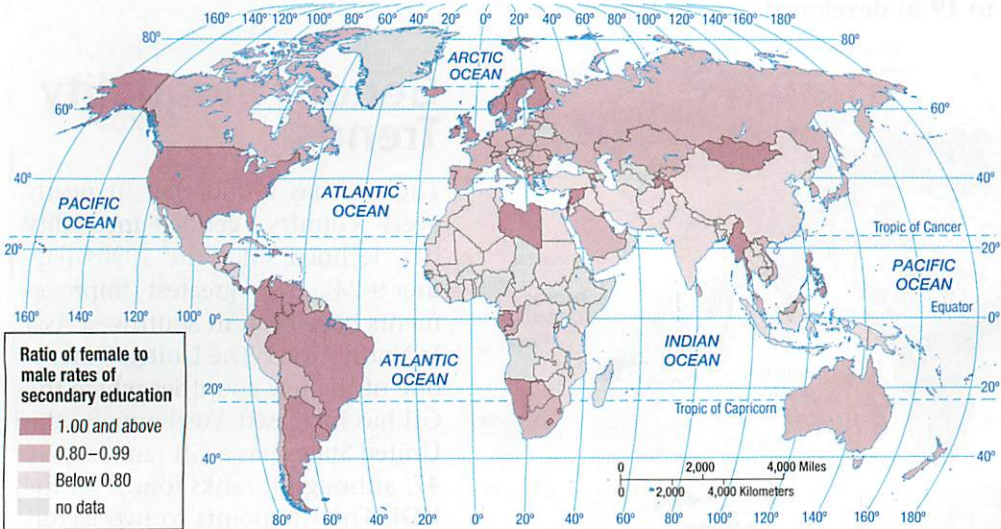 160° 140° 120° 100° 80° 60° 40° 20° 0° 20° 40° 60° 80° 100° 120° 140° 160°
80° 80°
ARCTIC
OCEAN
60° 60°
40° 40°
PACIFIC
OCEAN
ATLANTIC
OCEAN
20° 20°
Tropic of Cancer
PACIFIC
OCEAN
Equator
160° 140° 120° 100° 0° 0°
INDIAN
OCEAN
ATLANTIC
OCEAN
20° 20°
Tropic of Capricorn
40° 40°
Ratio of female to
male rates of
secondary education
1.00 and above
0.80–0.99
Below 0.80
no data
0 2,000 4,000 Miles
0 2,000 4,000 Kilometers
80° 60° 40° 20° 0° 20° 40° 60° 80° 100° 120° 140° 160° 180°